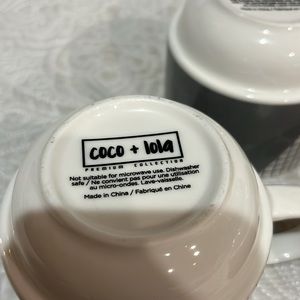 coco + lola
PREMIUM COLLECTION
Not suitable for microwave use. Dishwasher
safe / Ne convient pas pour une utilisation
au micro-ondes. Lave-vaisselle.
Made in China / Fabriqué en Chine